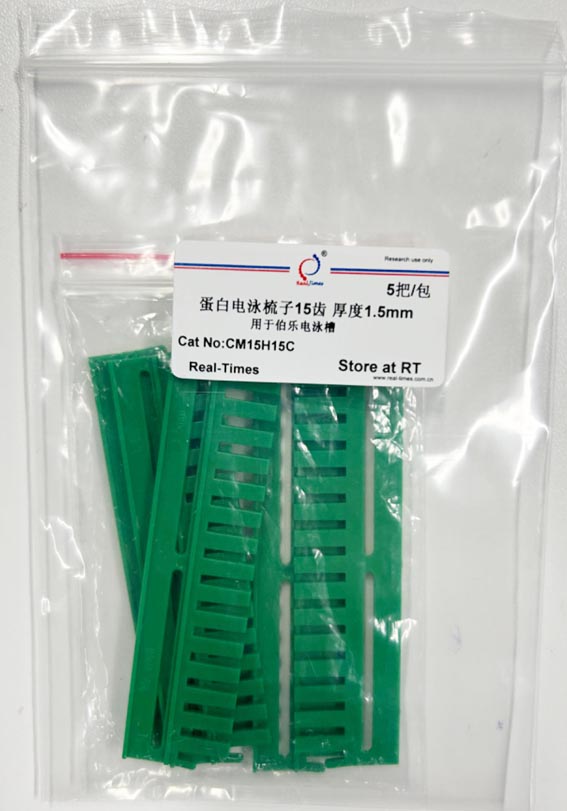 ®
Research use only
Real-Times
5把/包
蛋白电泳梳子15齿 厚度1.5mm
用于伯乐电泳槽
Cat No:CM15H15C
Real-Times
Store at RT
www.real-times.com.cn